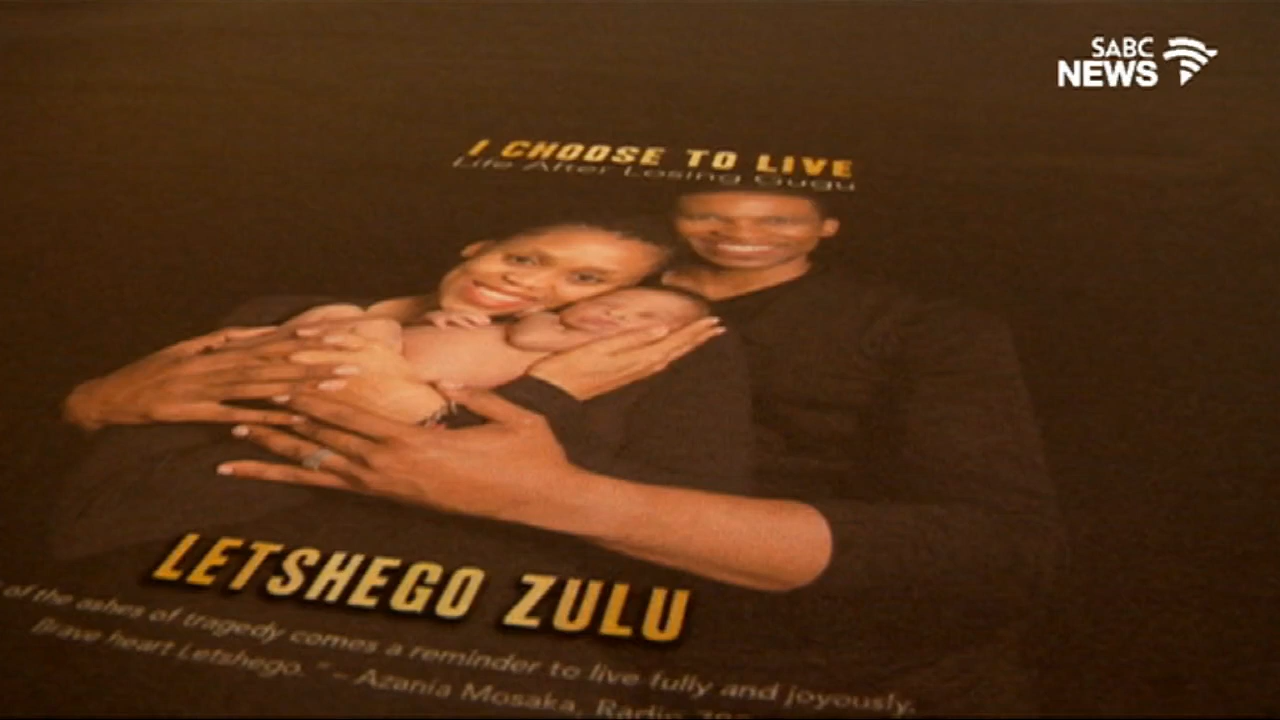 SABC
NEWS
I CHOOSE TO LIVE
Life After Losing Gugu
LETSHEGO ZULU
of the ashes of tragedy comes a reminder to live fully and joyously,
Brave heart Letshego." – Azania Mosaka, Radio